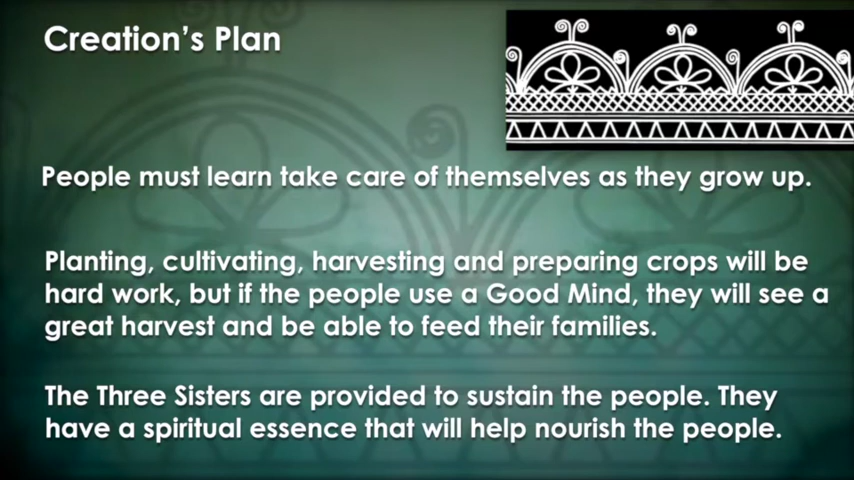 Creation's Plan
People must learn take care of themselves as they grow up.
Planting, cultivating, harvesting and preparing crops will be
hard work, but if the people use a Good Mind, they will see a
great harvest and be able to feed their families.
The Three Sisters are provided to sustain the people. They
have a spiritual essence that will help nourish the people.